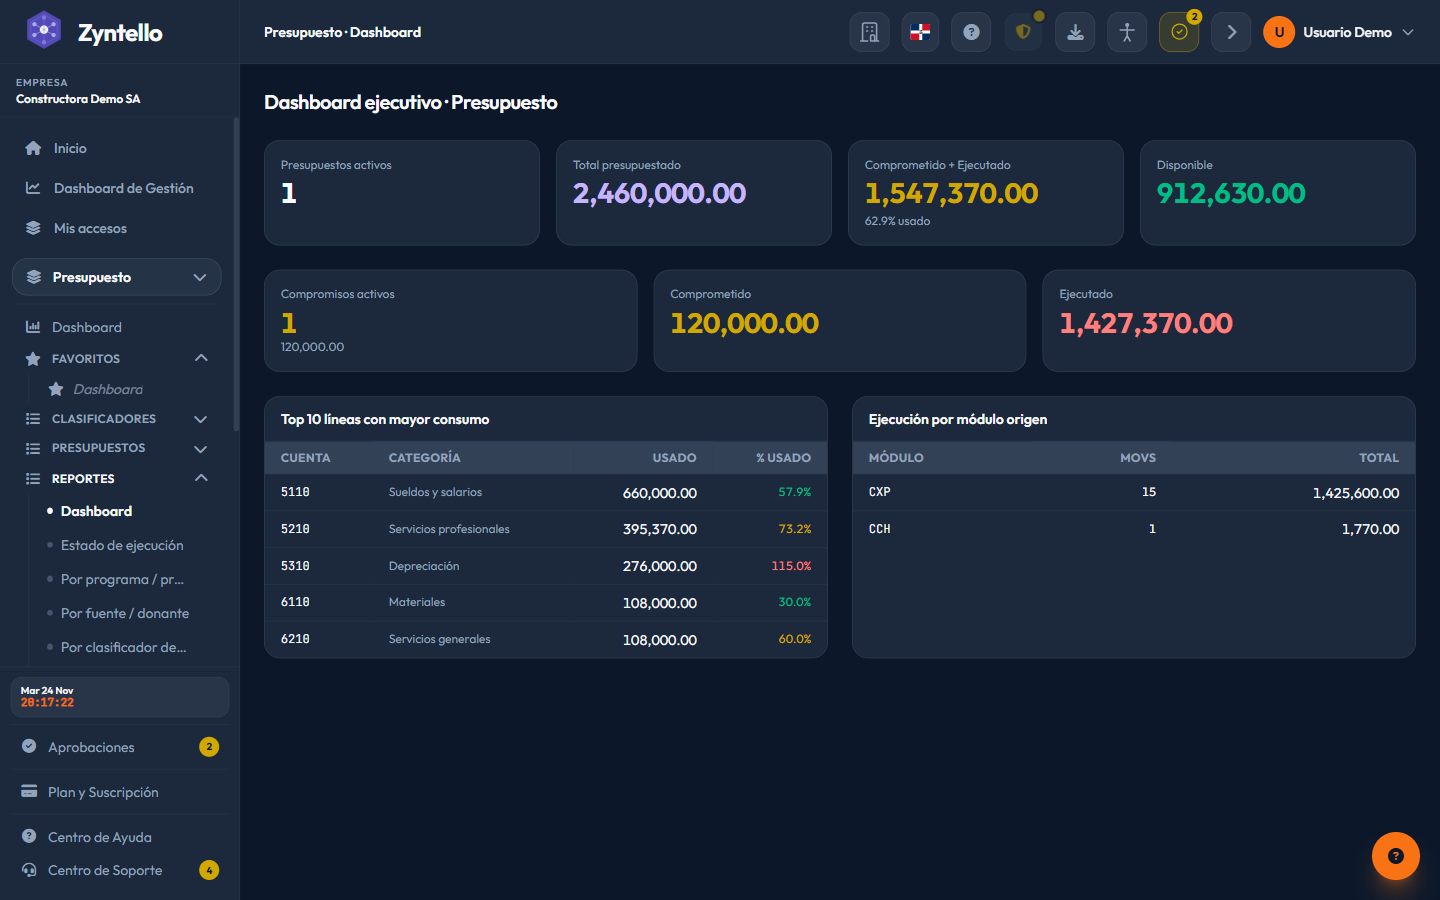 Zyntello
Presupuesto · Dashboard
2
U
Usuario Demo
EMPRESA
Constructora Demo SA
Inicio
Dashboard de Gestión
Mis accesos
Presupuesto
Dashboard
FAVORITOS
Dashboard
CLASIFICADORES
PRESUPUESTOS
REPORTES
Dashboard
Estado de ejecución
Por programa / pr...
Por fuente / donante
Por clasificador de...
Mar 24 Nov
20:17:22
Aprobaciones
2
Plan y Suscripción
Centro de Ayuda
Centro de Soporte
4
Dashboard ejecutivo · Presupuesto
Presupuestos activos
1
Total presupuestado
2,460,000.00
Comprometido + Ejecutado
1,547,370.00
62.9% usado
Disponible
912,630.00
Compromisos activos
1
120,000.00
Comprometido
120,000.00
Ejecutado
1,427,370.00
Top 10 líneas con mayor consumo
CUENTA CATEGORÍA USADO % USADO
5110 Sueldos y salarios 660,000.00 57.9%
5210 Servicios profesionales 395,370.00 73.2%
5310 Depreciación 276,000.00 115.0%
6110 Materiales 108,000.00 30.0%
6210 Servicios generales 108,000.00 60.0%
Ejecución por módulo origen
MÓDULO MOVS TOTAL
CXP 15 1,425,600.00
CCH 1 1,770.00